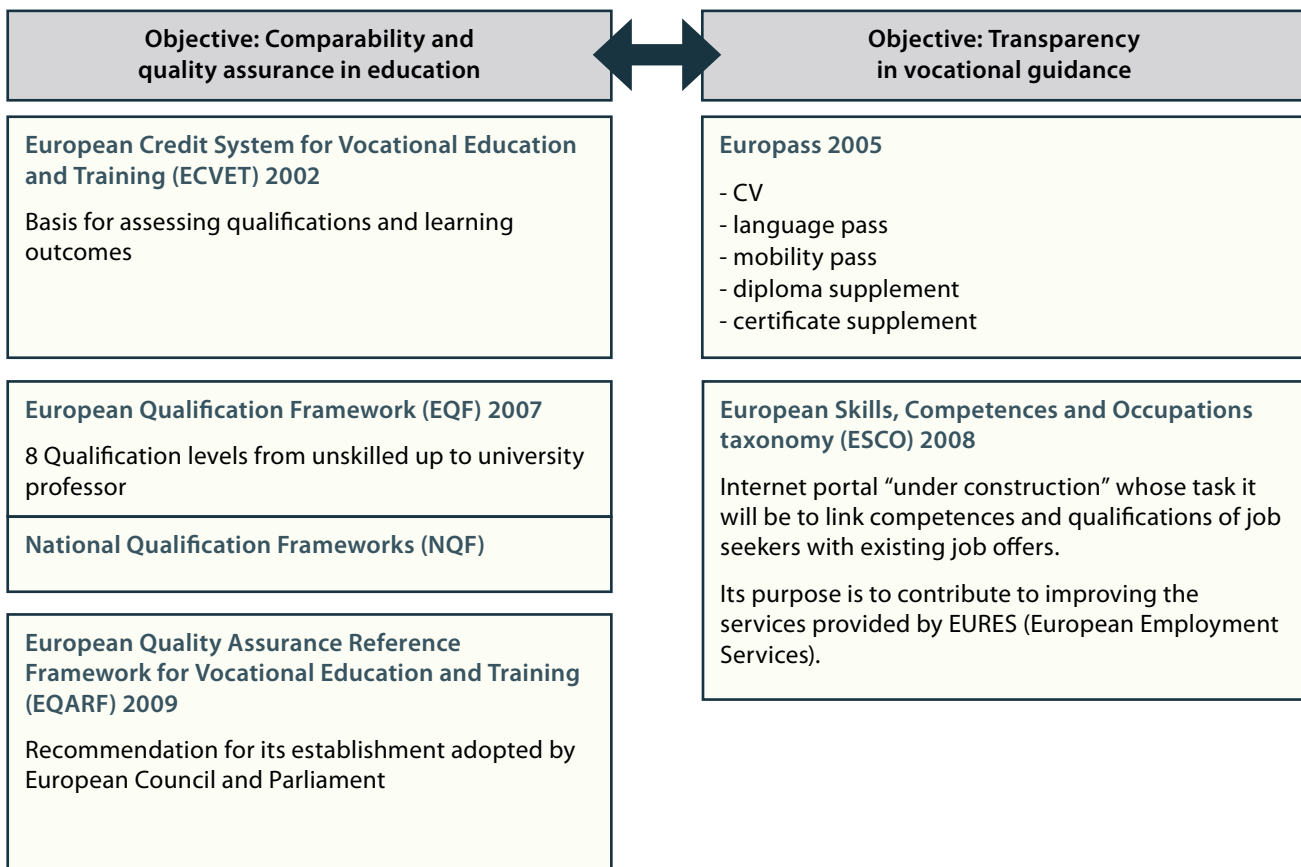 Objective: Comparability and
quality assurance in education
European Credit System for Vocational Education
and Training (ECVET) 2002
Basis for assessing qualifications and learning
outcomes
European Qualification Framework (EQF) 2007
8 Qualification levels from unskilled up to university
professor
National Qualification Frameworks (NQF)
European Quality Assurance Reference
Framework for Vocational Education and Training
(EQARF) 2009
Recommendation for its establishment adopted by
European Council and Parliament
Objective: Transparency
in vocational guidance
Europass 2005
- CV
- language pass
- mobility pass
- diploma supplement
- certificate supplement
European Skills, Competences and Occupations
taxonomy (ESCO) 2008
Internet portal “under construction” whose task it
will be to link competences and qualifications of job
seekers with existing job offers.
Its purpose is to contribute to improving the
services provided by EURES (European Employment
Services).